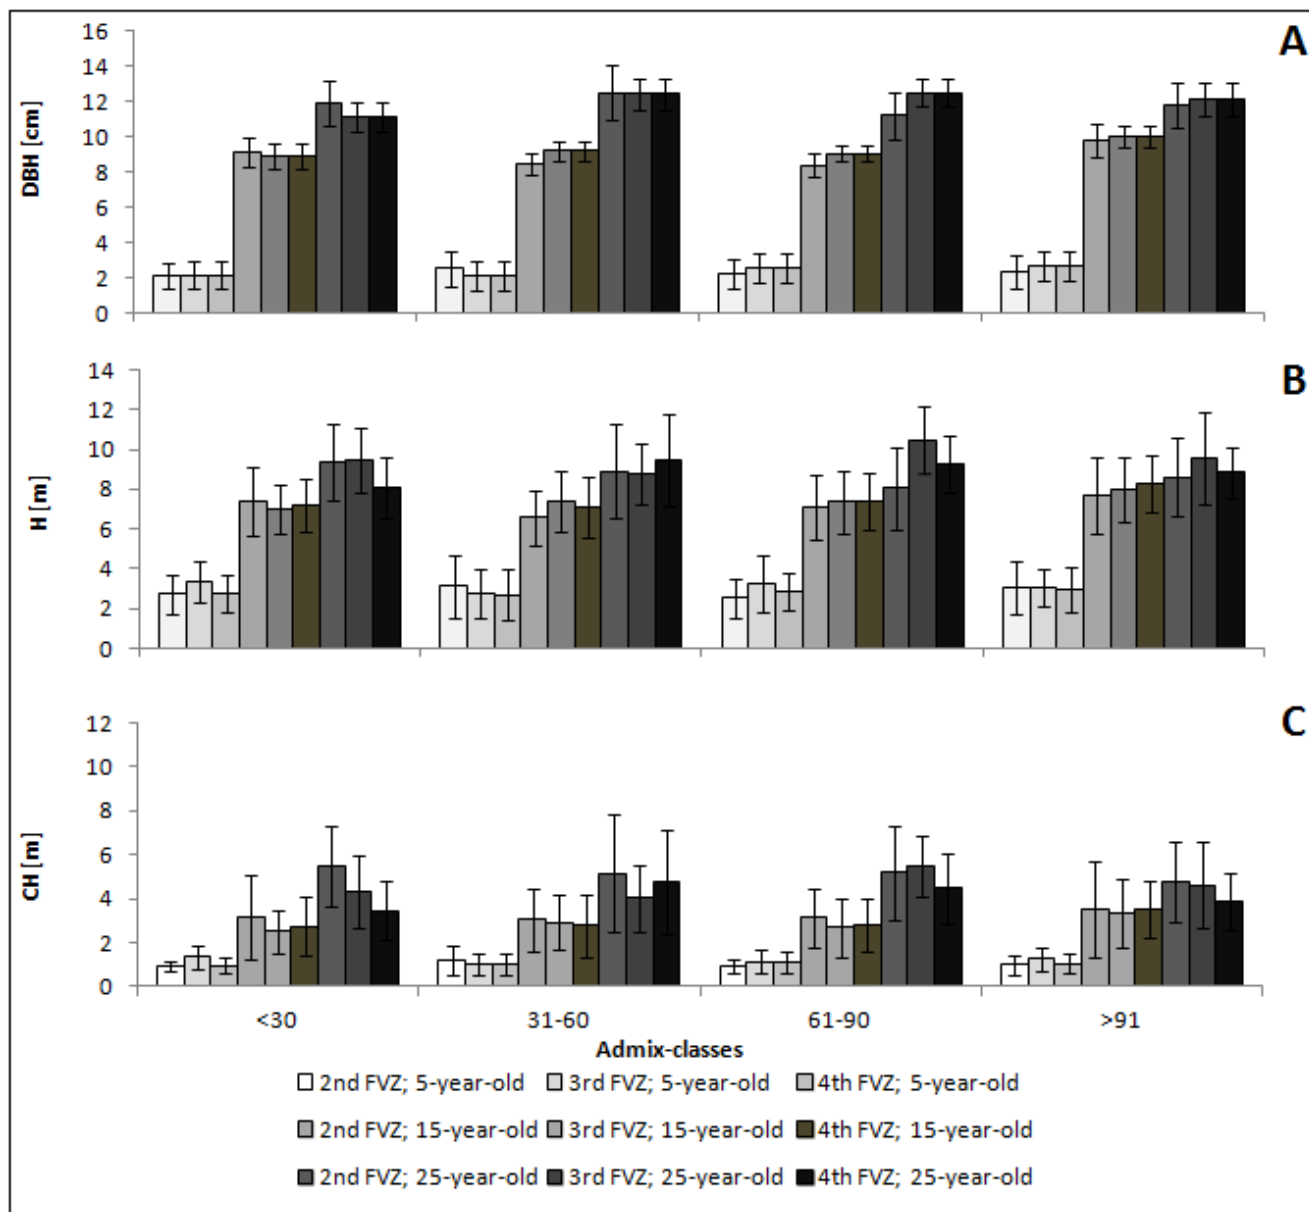 A
DBH [cm]
16
14
12
10
8
6
4
2
0
B
H [m]
14
12
10
8
6
4
2
0
C
CH [m]
12
10
8
6
4
2
0
<30 31-60 61-90 >91
Admix-classes
2nd FVZ; 5-year-old 3rd FVZ; 5-year-old 4th FVZ; 5-year-old
2nd FVZ; 15-year-old 3rd FVZ; 15-year-old 4th FVZ; 15-year-old
2nd FVZ; 25-year-old 3rd FVZ; 25-year-old 4th FVZ; 25-year-old